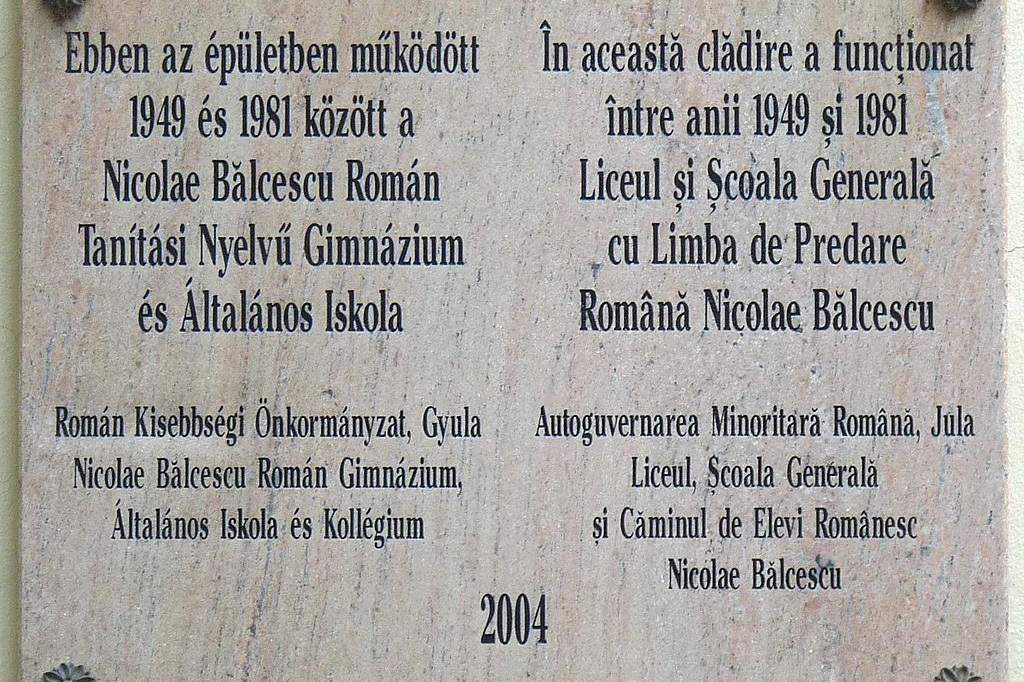 Ebben az épületben működött
1949 és 1981 között a
Nicolae Bălcescu Román
Tanítási Nyelvű Gimnázium
és Általános Iskola
Román Kisebbségi Önkormányzat, Gyula
Nicolae Bălcescu Román Gimnázium,
Általános Iskola és Kollégium
În această clădire a funcționat
între anii 1949 și 1981
Liceul și Școala Generală
cu Limba de Predare
Română Nicolae Bălcescu
Autoguvernarea Minoritară Română, Jula
Liceul, Școala Generală
și Căminul de Elevi Românesc
Nicolae Bălcescu
2004